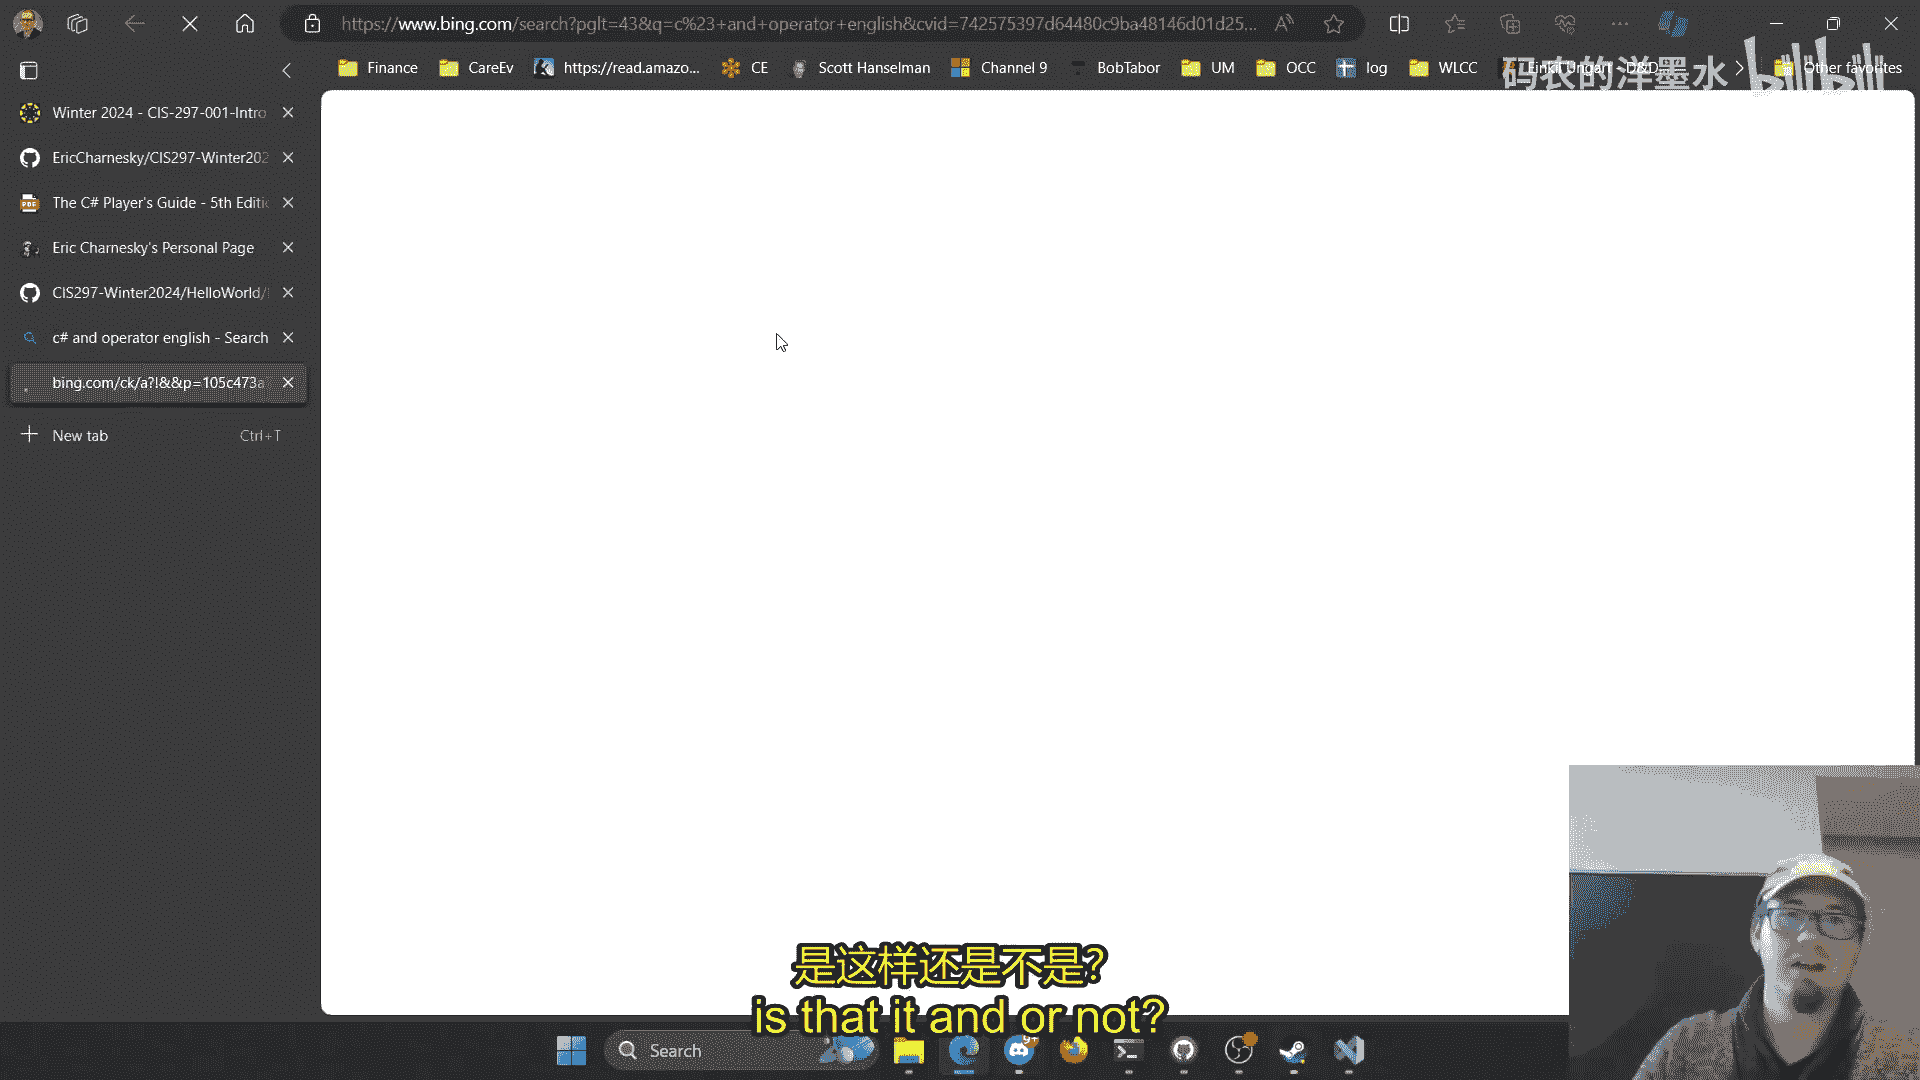 https://www.bing.com/search?pglt=43&q=c%23+and+operator+english&cvid=742575397d64480c9ba48146d01d25...
Finance
CareEv
https://read.amazo...
CE
Scott Hanselman
Channel 9
BobTabor
UM
OCC
log
WLCC
Other favorites
码农的洋墨水
bilibili
Winter 2024 - CIS-297-001-Intro
EricCharnesky/CIS297-Winter202
The C# Player's Guide - 5th Editio
Eric Charnesky's Personal Page
CIS297-Winter2024/HelloWorld/
c# and operator english - Search
bing.com/ck/a?!&&p=105c473a
New tab
Ctrl+T
是这样还是不是?
is that it and or not?
Search
9+